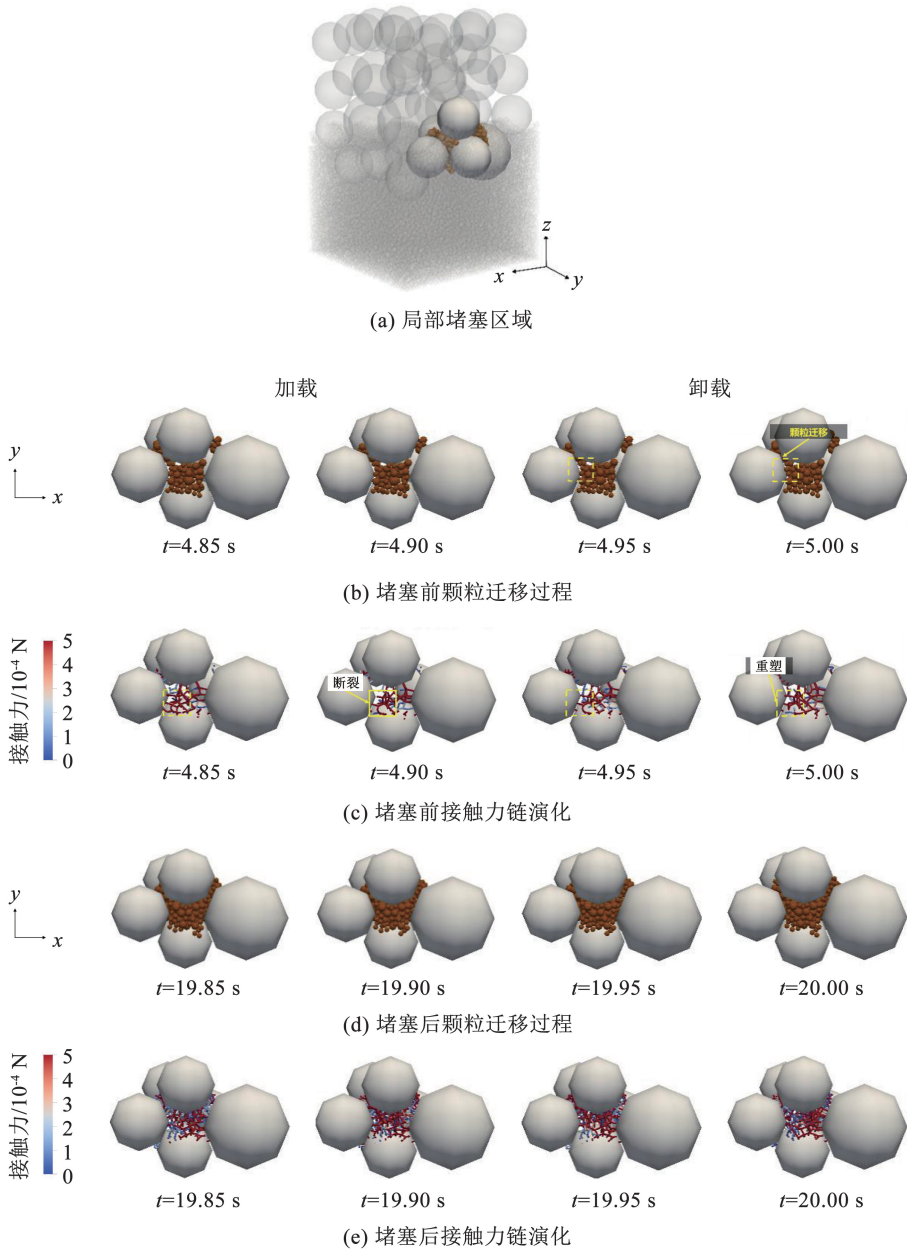 z
x
y
(a) 局部堵塞区域
加载 卸载
颗粒迁移
y
x
t=4.85 s t=4.90 s t=4.95 s t=5.00 s
(b) 堵塞前颗粒迁移过程
接触力/10⁻⁴ N
5
4
3
2
1
0
断裂
重塑
t=4.85 s t=4.90 s t=4.95 s t=5.00 s
(c) 堵塞前接触力链演化
y
x
t=19.85 s t=19.90 s t=19.95 s t=20.00 s
(d) 堵塞后颗粒迁移过程
接触力/10⁻⁴ N
5
4
3
2
1
0
t=19.85 s t=19.90 s t=19.95 s t=20.00 s
(e) 堵塞后接触力链演化